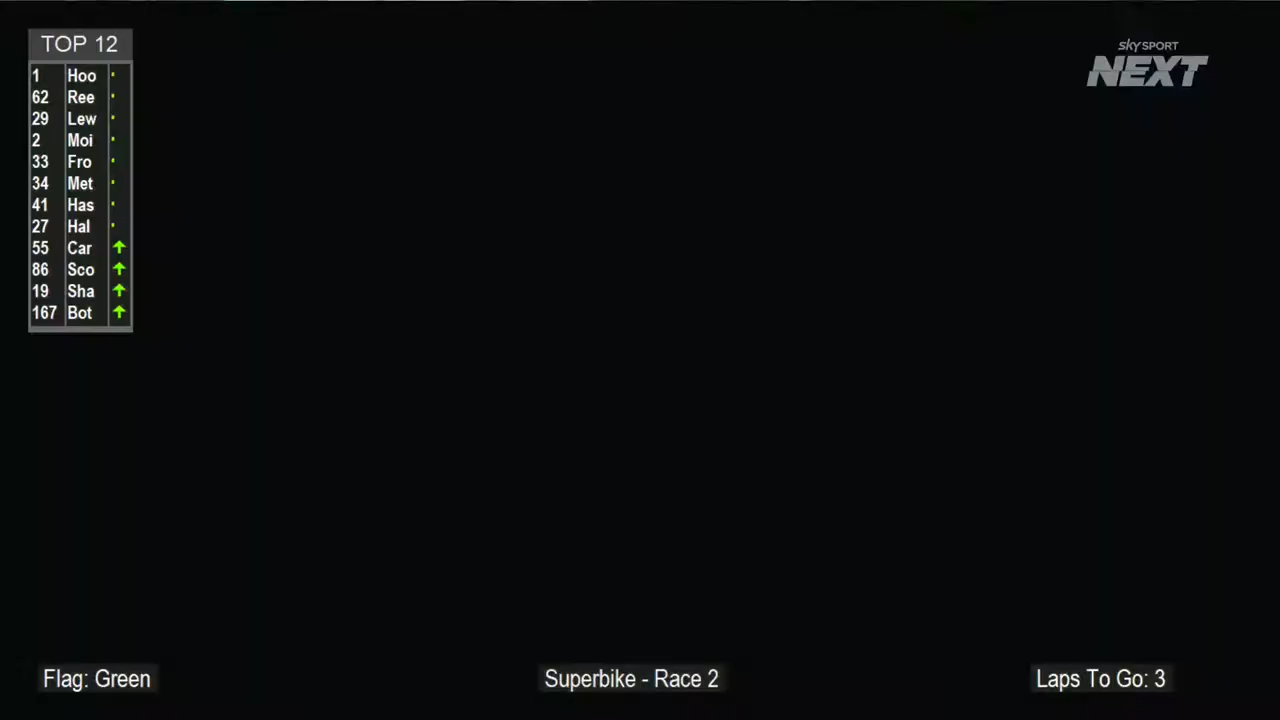 TOP 12
1 Hoo
62 Ree
29 Lew
2 Moi
33 Fro
34 Met
41 Has
27 Hal
55 Car
86 Sco
19 Sha
167 Bot
sky SPORT
NEXT
Flag: Green
Superbike - Race 2
Laps To Go: 3